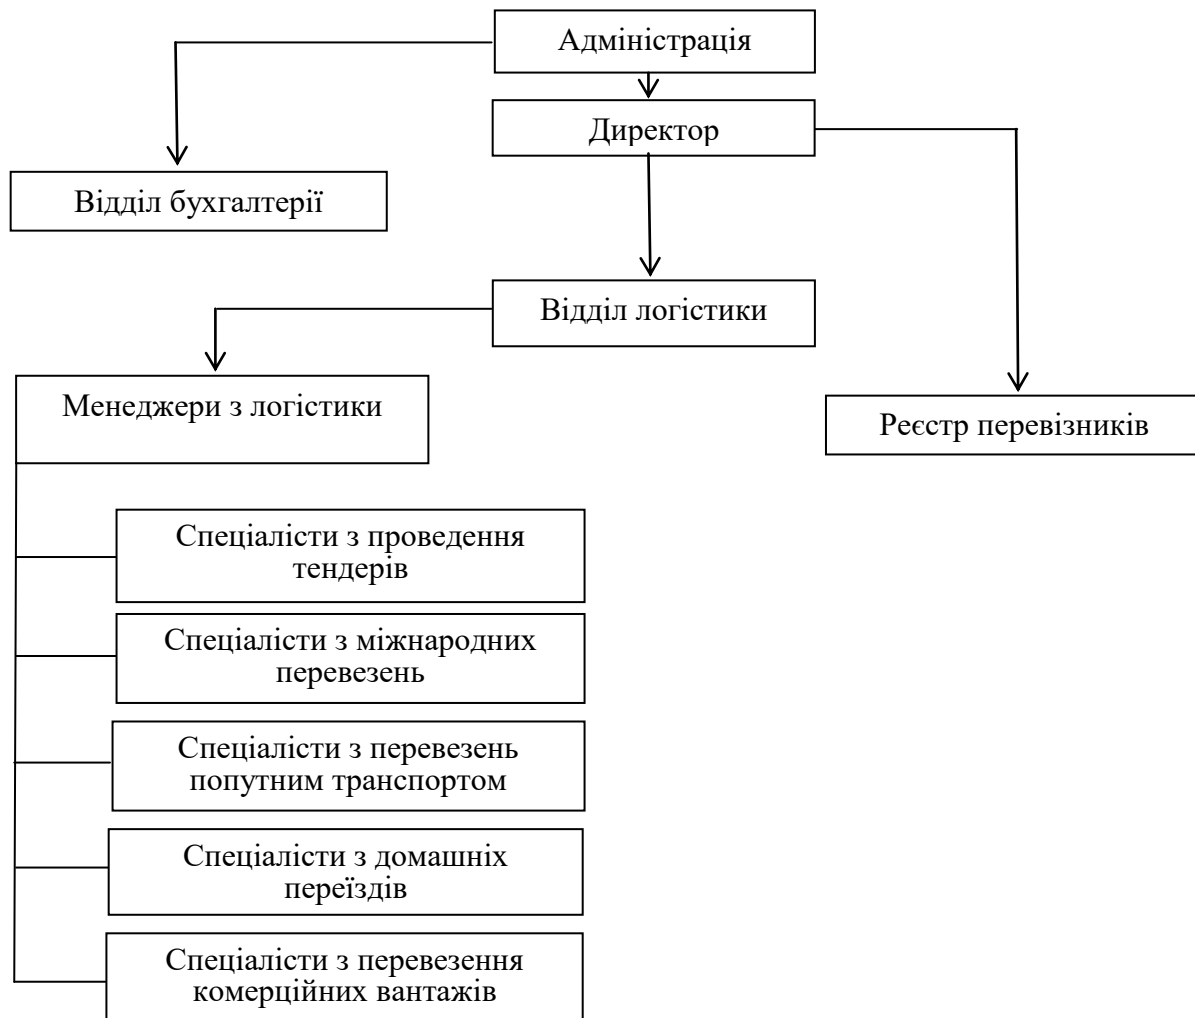 Адміністрація
Директор
Відділ бухгалтерії
Відділ логістики
Менеджери з логістики
Реєстр перевізників
Спеціалісти з проведення
тендерів
Спеціалісти з міжнародних
перевезень
Спеціалісти з перевезень
попутним транспортом
Спеціалісти з домашніх
переїздів
Спеціалісти з перевезення
комерційних вантажів